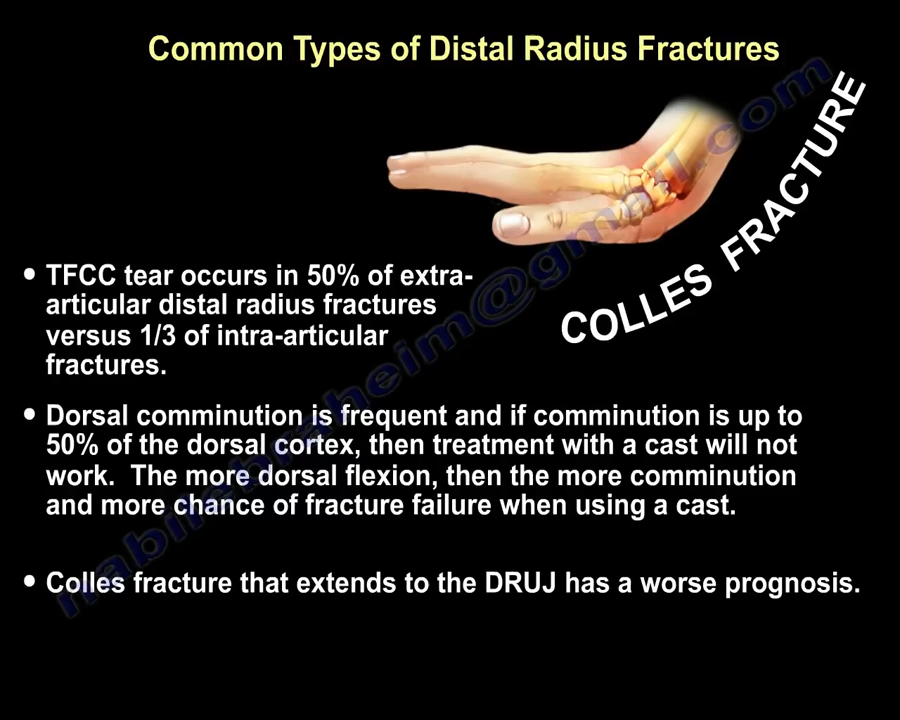 Common Types of Distal Radius Fractures
COLLES FRACTURE
• TFCC tear occurs in 50% of extra-
articular distal radius fractures
versus 1/3 of intra-articular
fractures.
• Dorsal comminution is frequent and if comminution is up to
50% of the dorsal cortex, then treatment with a cast will not
work. The more dorsal flexion, then the more comminution
and more chance of fracture failure when using a cast.
• Colles fracture that extends to the DRUJ has a worse prognosis.
nabilebraheim@gmail.com